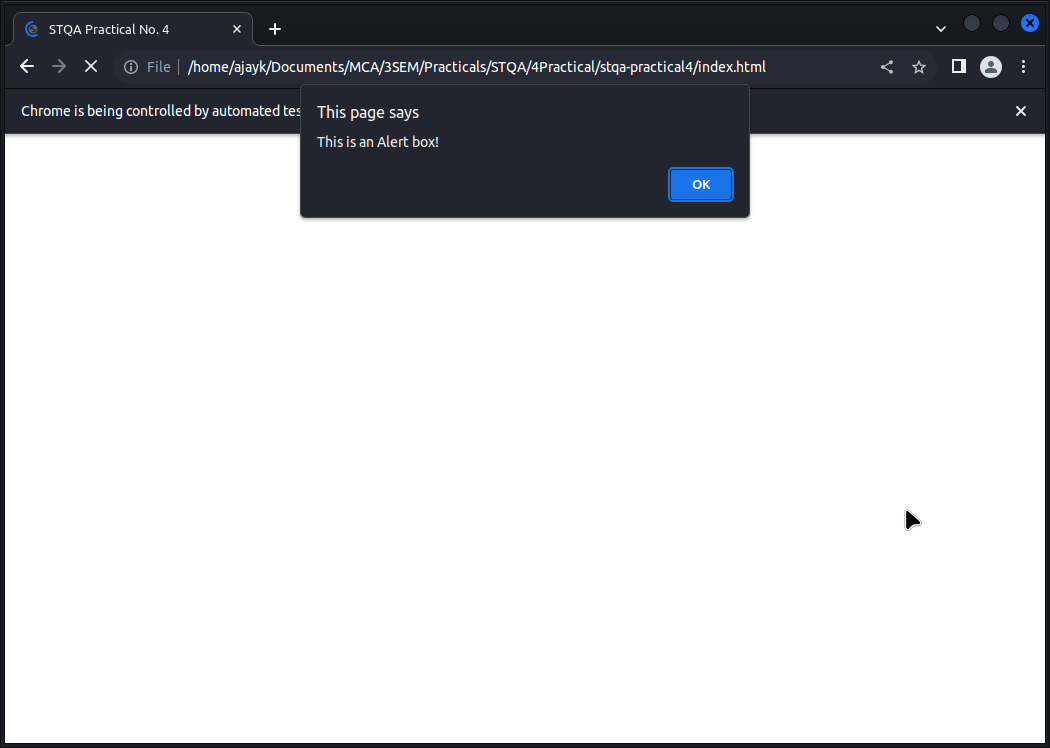 STQA Practical No. 4
File /home/ajayk/Documents/MCA/3SEM/Practicals/STQA/4Practical/stqa-practical4/index.html
Chrome is being controlled by automated
This page says
This is an Alert box!
OK